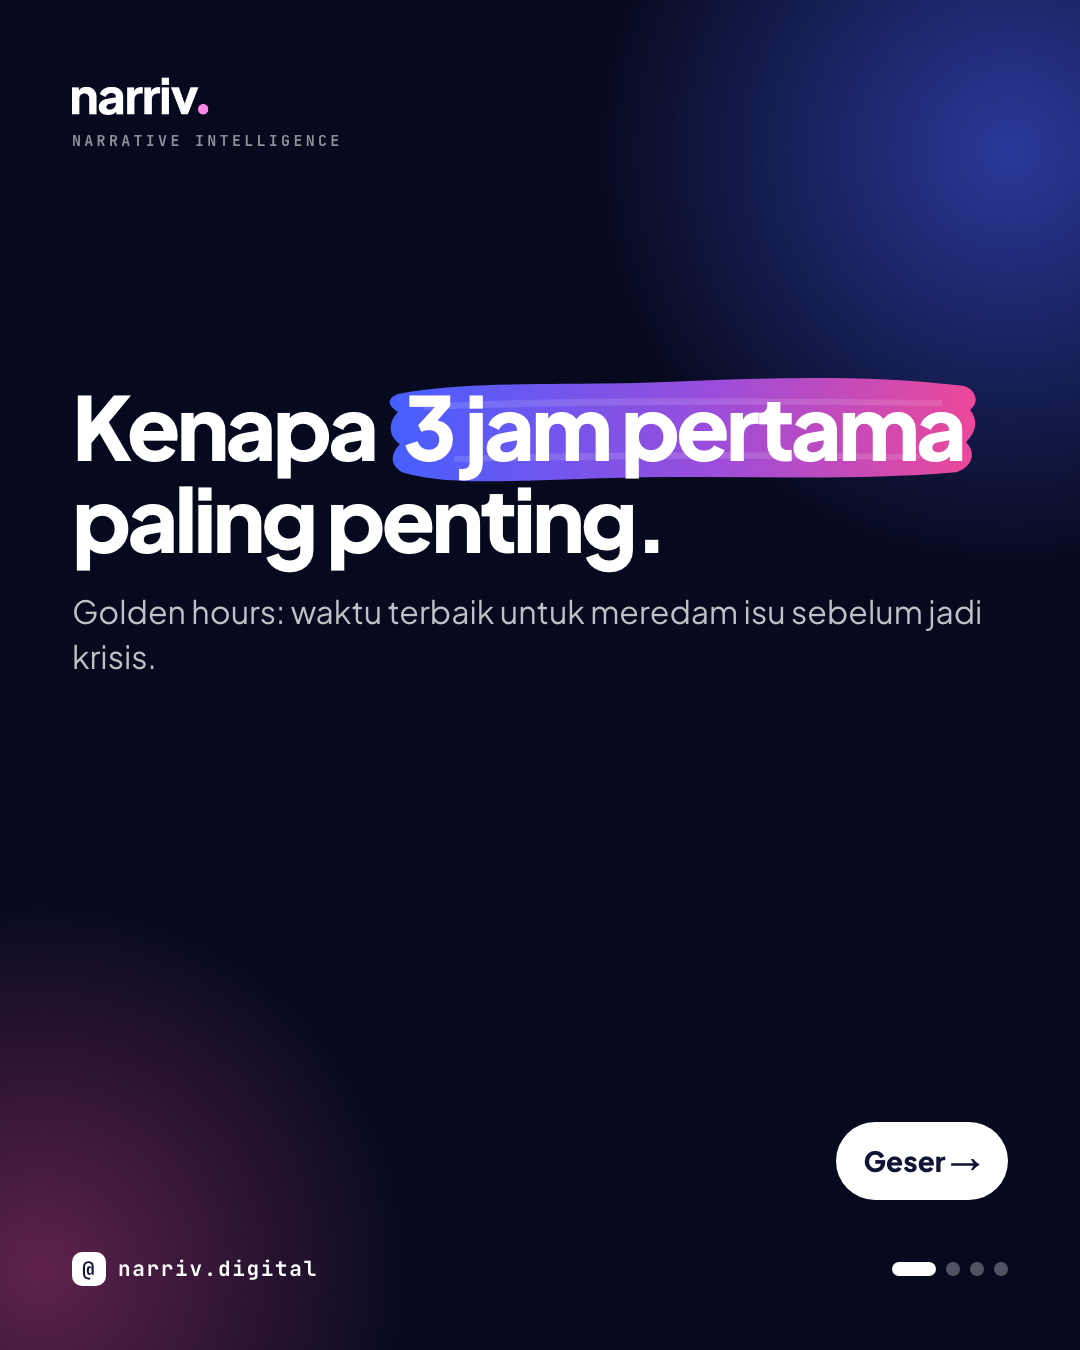 narriv.
NARRATIVE INTELLIGENCE
Kenapa 3 jam pertama
paling penting.
Golden hours: waktu terbaik untuk meredam isu sebelum jadi
krisis.
Geser →
@ narriv.digital